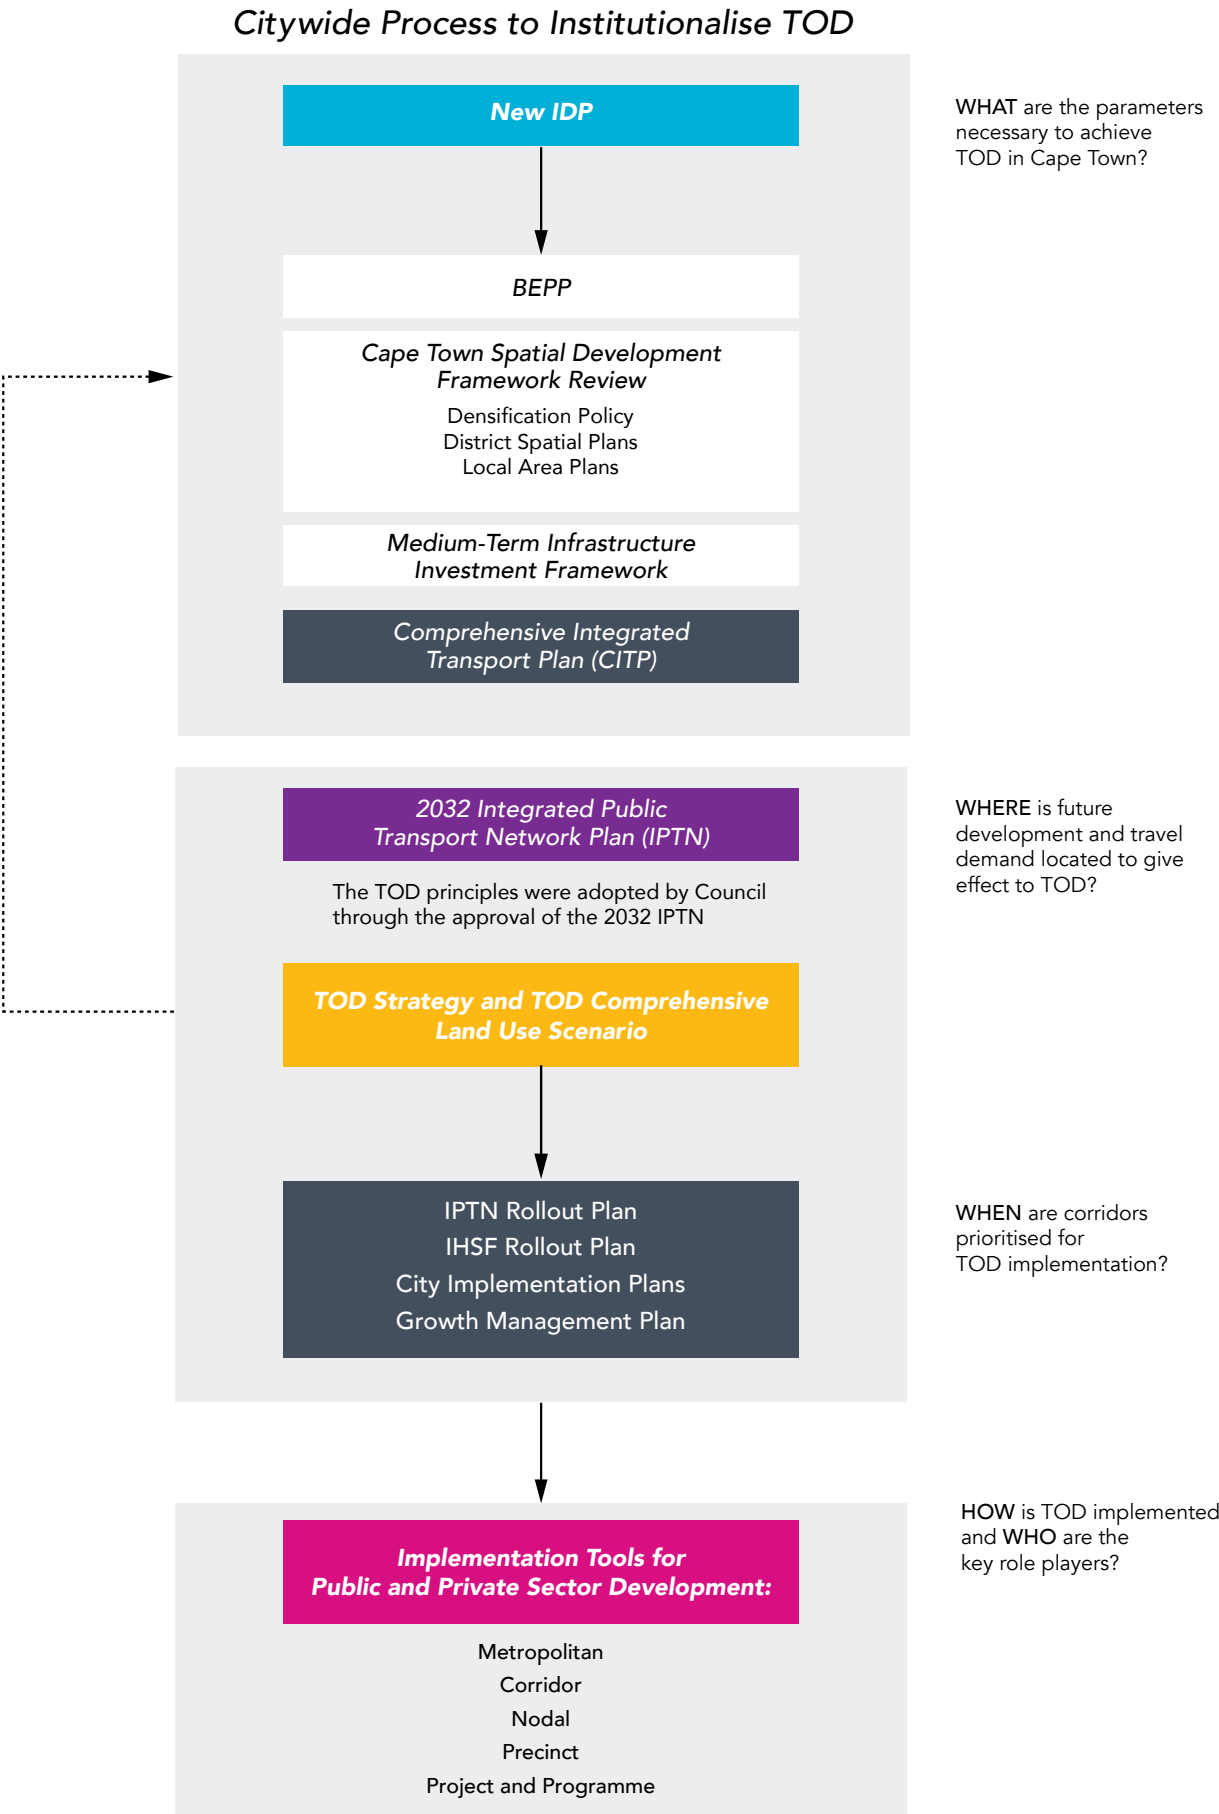 Citywide Process to Institutionalise TOD
New IDP
WHAT are the parameters
necessary to achieve
TOD in Cape Town?
BEPP
Cape Town Spatial Development
Framework Review
Densification Policy
District Spatial Plans
Local Area Plans
Medium-Term Infrastructure
Investment Framework
Comprehensive Integrated
Transport Plan (CITP)
2032 Integrated Public
Transport Network Plan (IPTN)
WHERE is future
development and travel
demand located to give
effect to TOD?
The TOD principles were adopted by Council
through the approval of the 2032 IPTN
TOD Strategy and TOD Comprehensive
Land Use Scenario
IPTN Rollout Plan
IHSF Rollout Plan
City Implementation Plans
Growth Management Plan
WHEN are corridors
prioritised for
TOD implementation?
HOW is TOD implemented
and WHO are the
key role players?
Implementation Tools for
Public and Private Sector Development:
Metropolitan
Corridor
Nodal
Precinct
Project and Programme